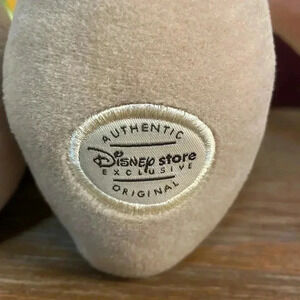 AUTHENTIC
Disney store
EXCLUSIVE
ORIGINAL